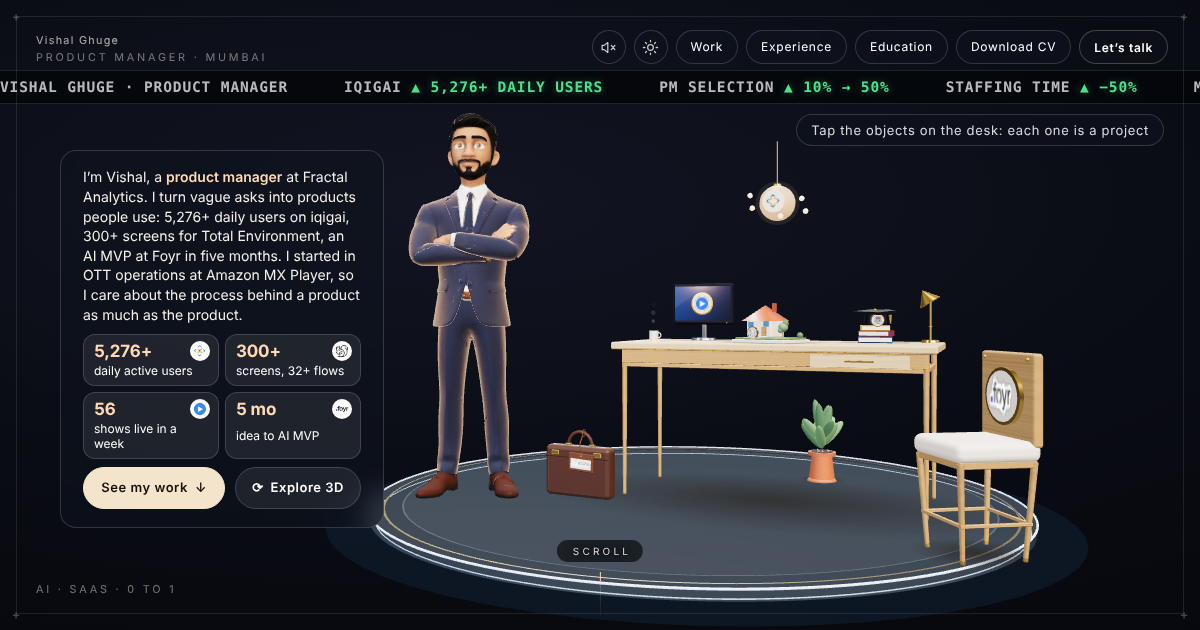 Vishal Ghuge
PRODUCT MANAGER · MUMBAI
Work
Experience
Education
Download CV
Let's talk
VISHAL GHUGE · PRODUCT MANAGER IQIGAI ▲ 5,276+ DAILY USERS PM SELECTION ▲ 10% → 50% STAFFING TIME ▲ −50%
Tap the objects on the desk: each one is a project
I'm Vishal, a product manager at Fractal
Analytics. I turn vague asks into products
people use: 5,276+ daily users on iqigai,
300+ screens for Total Environment, an
AI MVP at Foyr in five months. I started in
OTT operations at Amazon MX Player, so
I care about the process behind a product
as much as the product.
5,276+
daily active users
300+
screens, 32+ flows
56
shows live in a
week
5 mo
.foyr
idea to AI MVP
See my work ↓
⟳ Explore 3D
.foyr
SCROLL
AI · SAAS · 0 TO 1